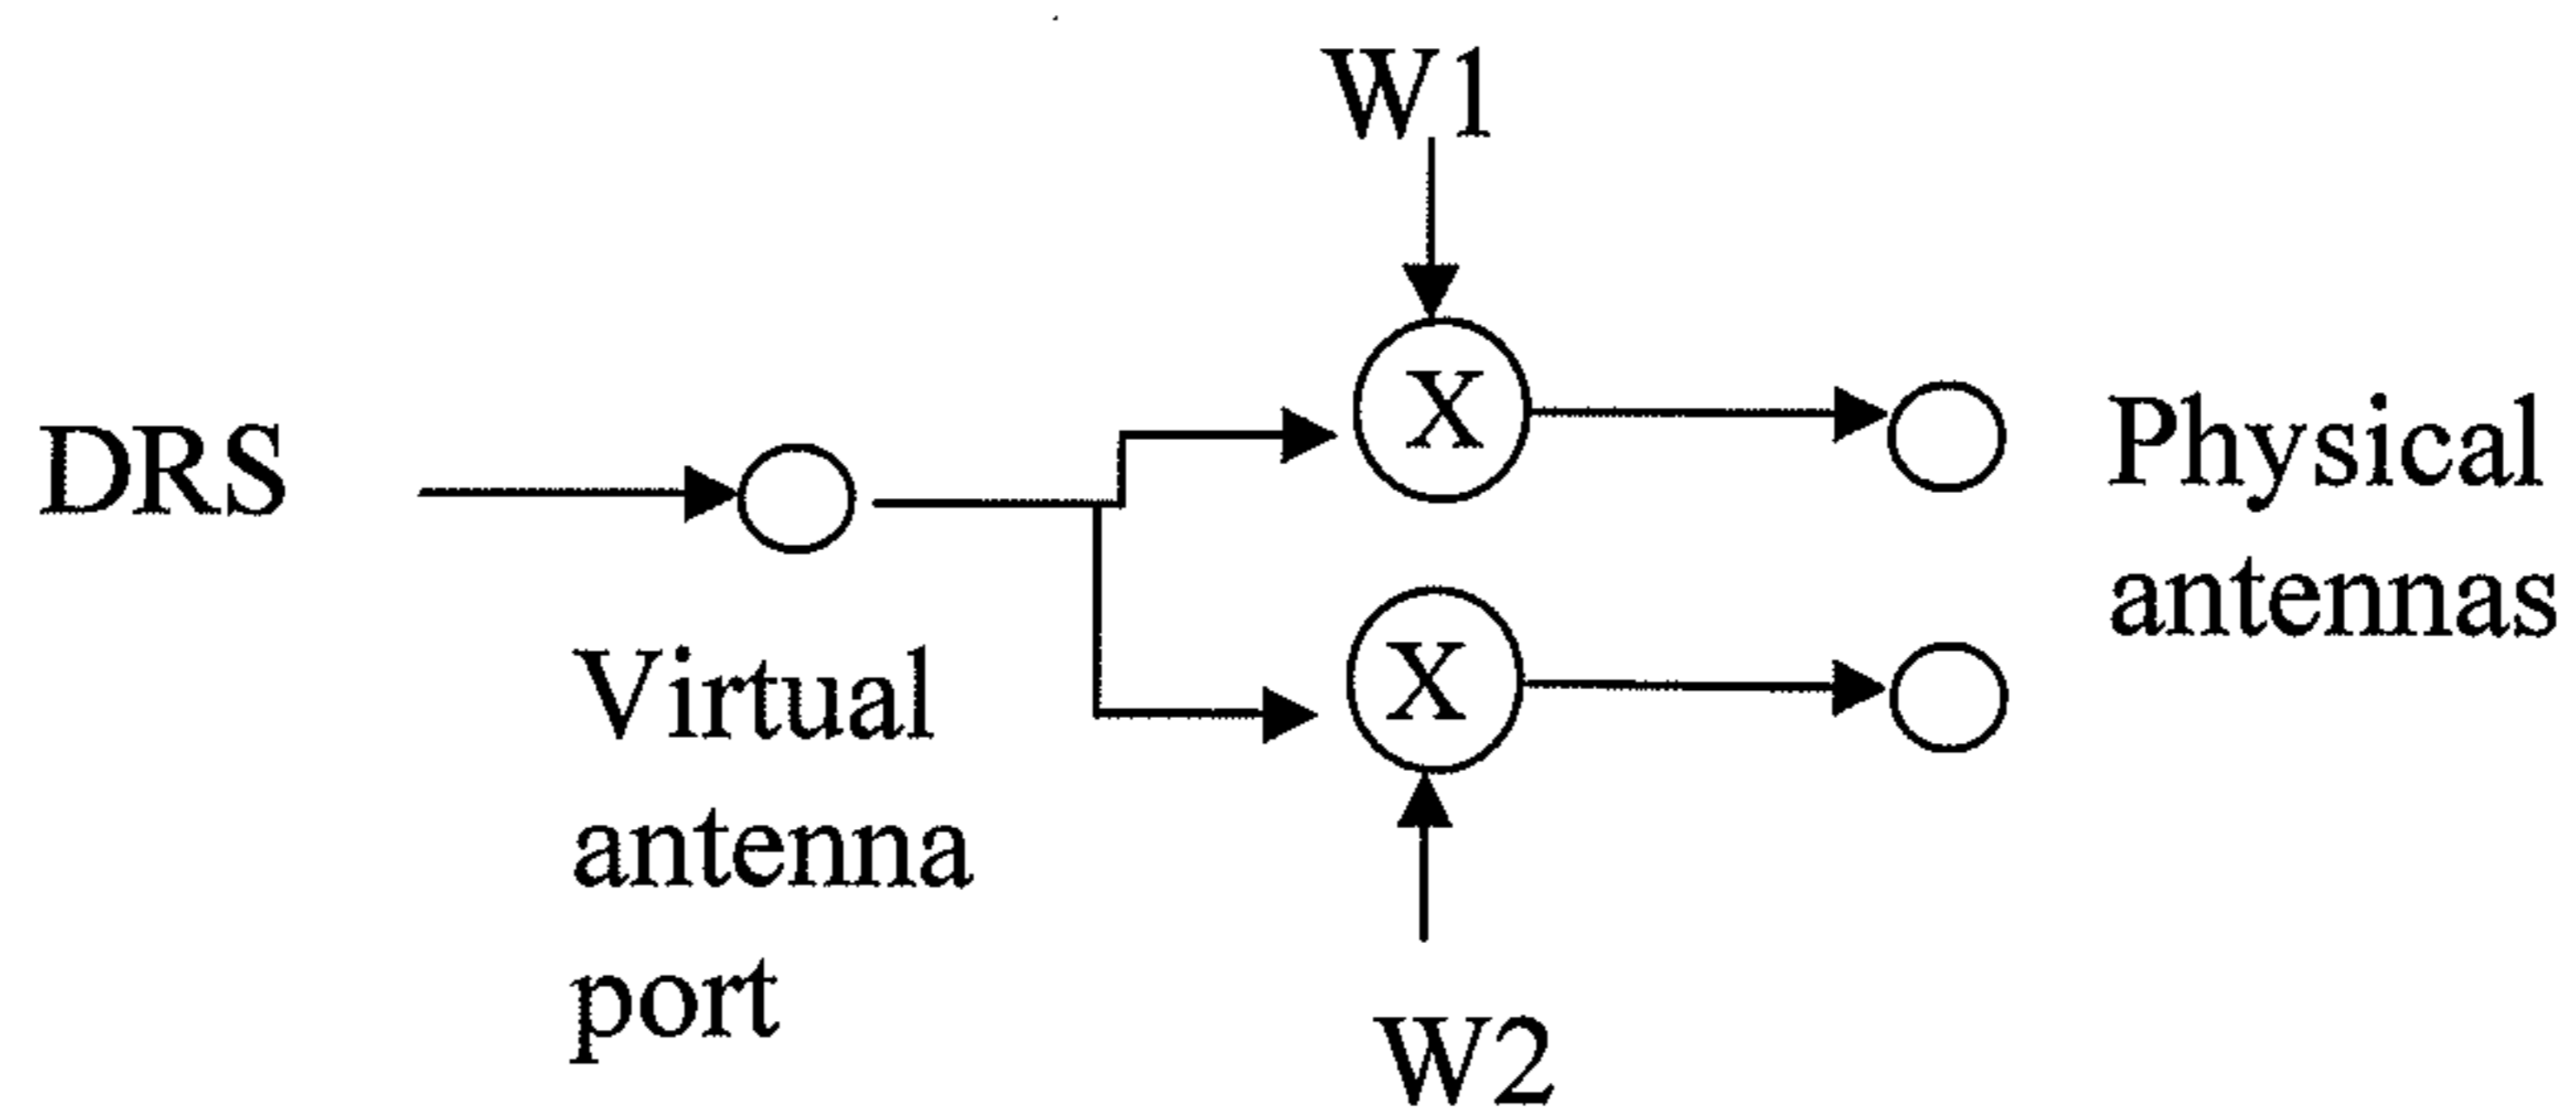 W1
DRS
X
Physical
antennas
Virtual
antenna
port
X
W2